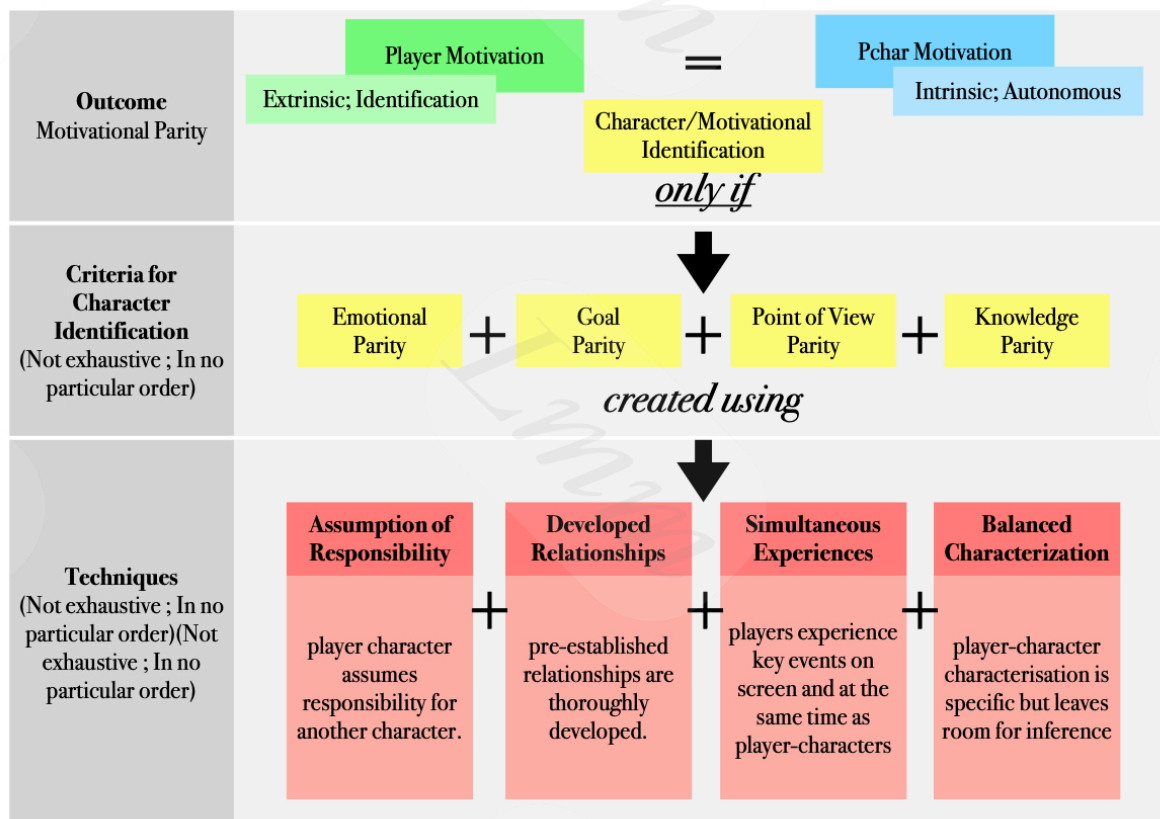 Outcome
Motivational Parity
Player Motivation
Extrinsic; Identification
=
Pchar Motivation
Intrinsic; Autonomous
Character/Motivational
Identification
only if
Criteria for
Character
Identification
(Not exhaustive ; In no
particular order)
Emotional
Parity
+
Goal
Parity
+
Point of View
Parity
+
Knowledge
Parity
created using
Techniques
(Not exhaustive ; In no
particular order)(Not
exhaustive ; In no
particular order)
Assumption of
Responsibility
player character
assumes
responsibility for
another character.
+
Developed
Relationships
pre-established
relationships are
thoroughly
developed.
+
Simultaneous
Experiences
players experience
key events on
screen and at the
same time as
player-characters
+
Balanced
Characterization
player-character
characterisation is
specific but leaves
room for inference